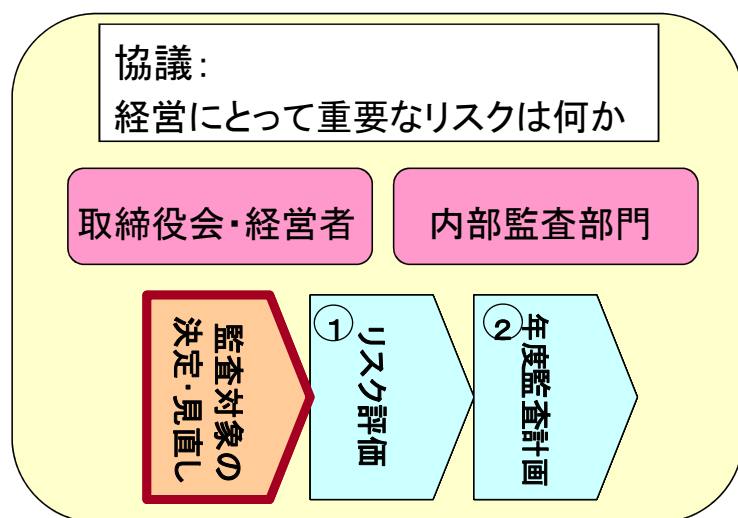 協議：
経営にとって重要なリスクは何か
取締役会・経営者
内部監査部門
監査対象の
決定・見直し
①
リスク評価
②
年度監査計画